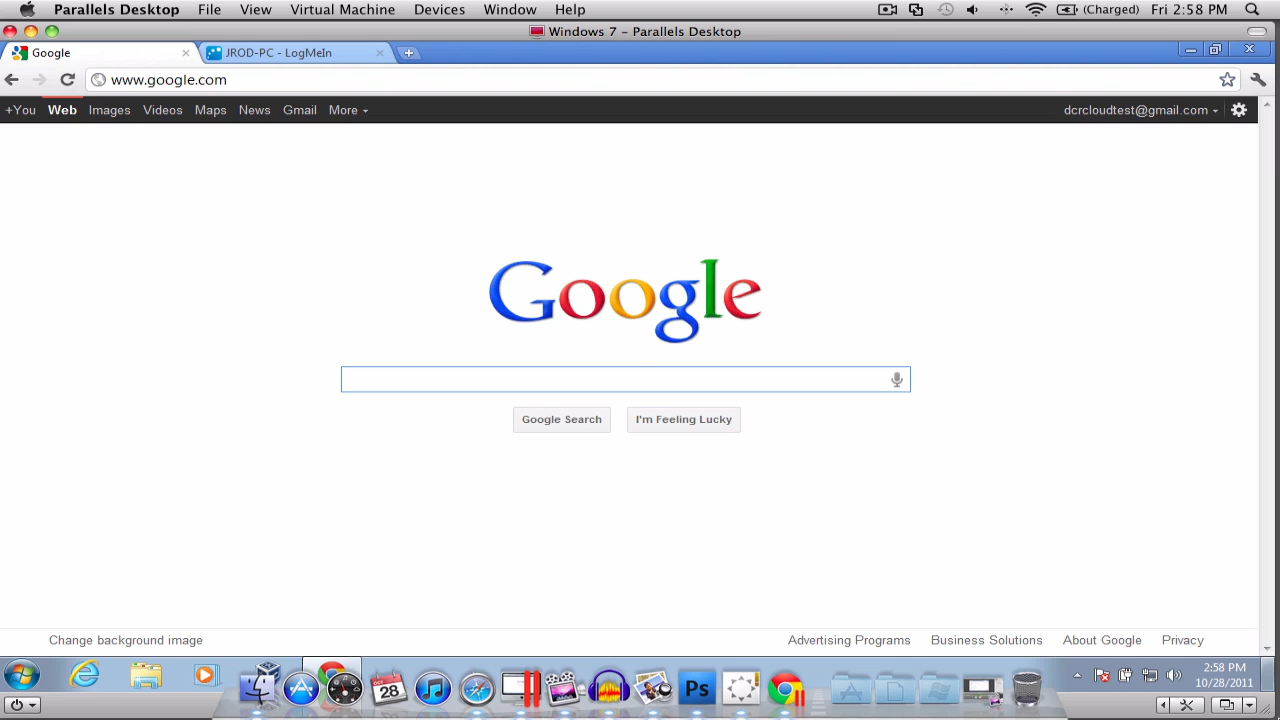 Parallels Desktop File View Virtual Machine Devices Window Help (Charged) Fri 2:58 PM
Windows 7 - Parallels Desktop
Google JROD-PC - LogMeIn
www.google.com
+You Web Images Videos Maps News Gmail More dcrcloudtest@gmail.com
Google
Google Search I'm Feeling Lucky
Change background image Advertising Programs Business Solutions About Google Privacy
OCT 28 Ps 2:58 PM
10/28/2011